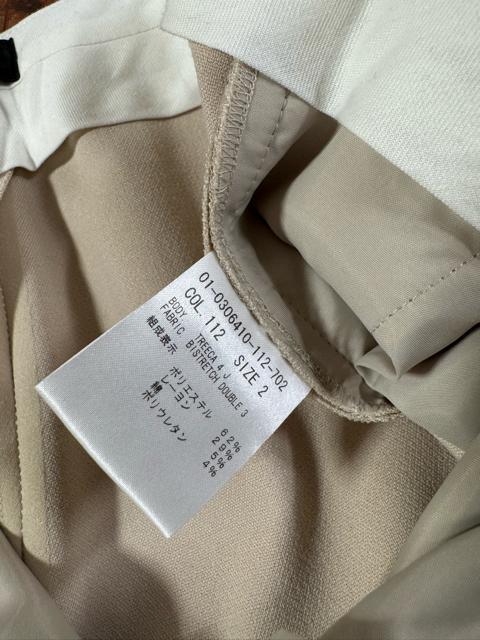 01-0306410-112-702
COL. 112 SIZE 2
BODY TREECA 4 J
FABRIC BISTRETCH DOUBLE 3
組成表示
ポリエステル 62%
レーヨン 29%
綿 5%
ポリウレタン 4%